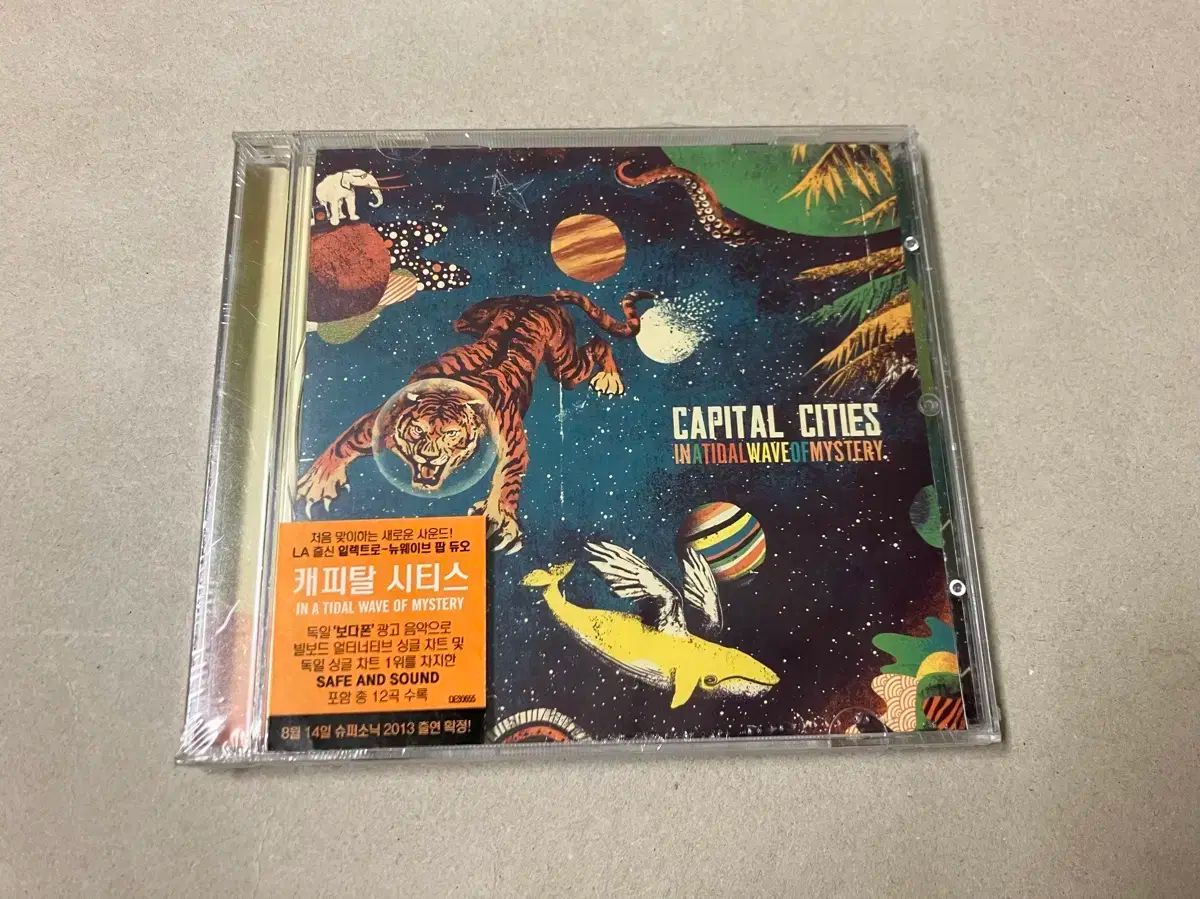 CAPITAL CITIES
INATIDALWAVEOFMYSTERY.
처음 맞이하는 새로운 사운드!
LA 출신 일렉트로-뉴웨이브 팝 듀오
캐피탈 시티스
IN A TIDAL WAVE OF MYSTERY
독일 '보다폰' 광고 음악으로
빌보드 얼터너티브 싱글 차트 및
독일 싱글 차트 1위를 차지한
SAFE AND SOUND
포함 총 12곡 수록
DE30655
8월 14일 슈퍼소닉 2013 출연 확정!